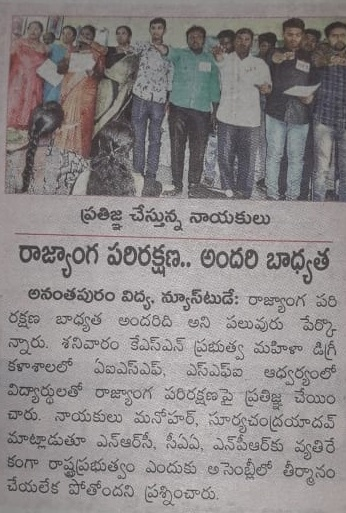 ప్రతిజ్ఞ చేస్తున్న నాయకులు
రాజ్యాంగ పరిరక్షణ.. అందరి బాధ్యత
అనంతపురం విద్య, న్యూస్‌టుడే: రాజ్యాంగ పరి
రక్షణ బాధ్యత అందరిది అని పలువురు పేర్కొ
న్నారు. శనివారం కేఎస్ఎన్ ప్రభుత్వ మహిళా డిగ్రీ
కళాశాలలో ఏఐఎస్ఎఫ్, ఎస్ఎఫ్ఐ ఆధ్వర్యంలో
విద్యార్థులతో రాజ్యాంగ పరిరక్షణపై ప్రతిజ్ఞ చేయిం
చారు. నాయకులు మనోహర్, సూర్యచంద్రయాదవ్
మాట్లాడుతూ ఎన్ఆర్‌సీ, సీఏఏ, ఎన్‌పీఆర్‌కు వ్యతిరే
కంగా రాష్ట్రప్రభుత్వం ఎందుకు అసెంబ్లీలో తీర్మానం
చేయలేక పోతోందని ప్రశ్నించారు.